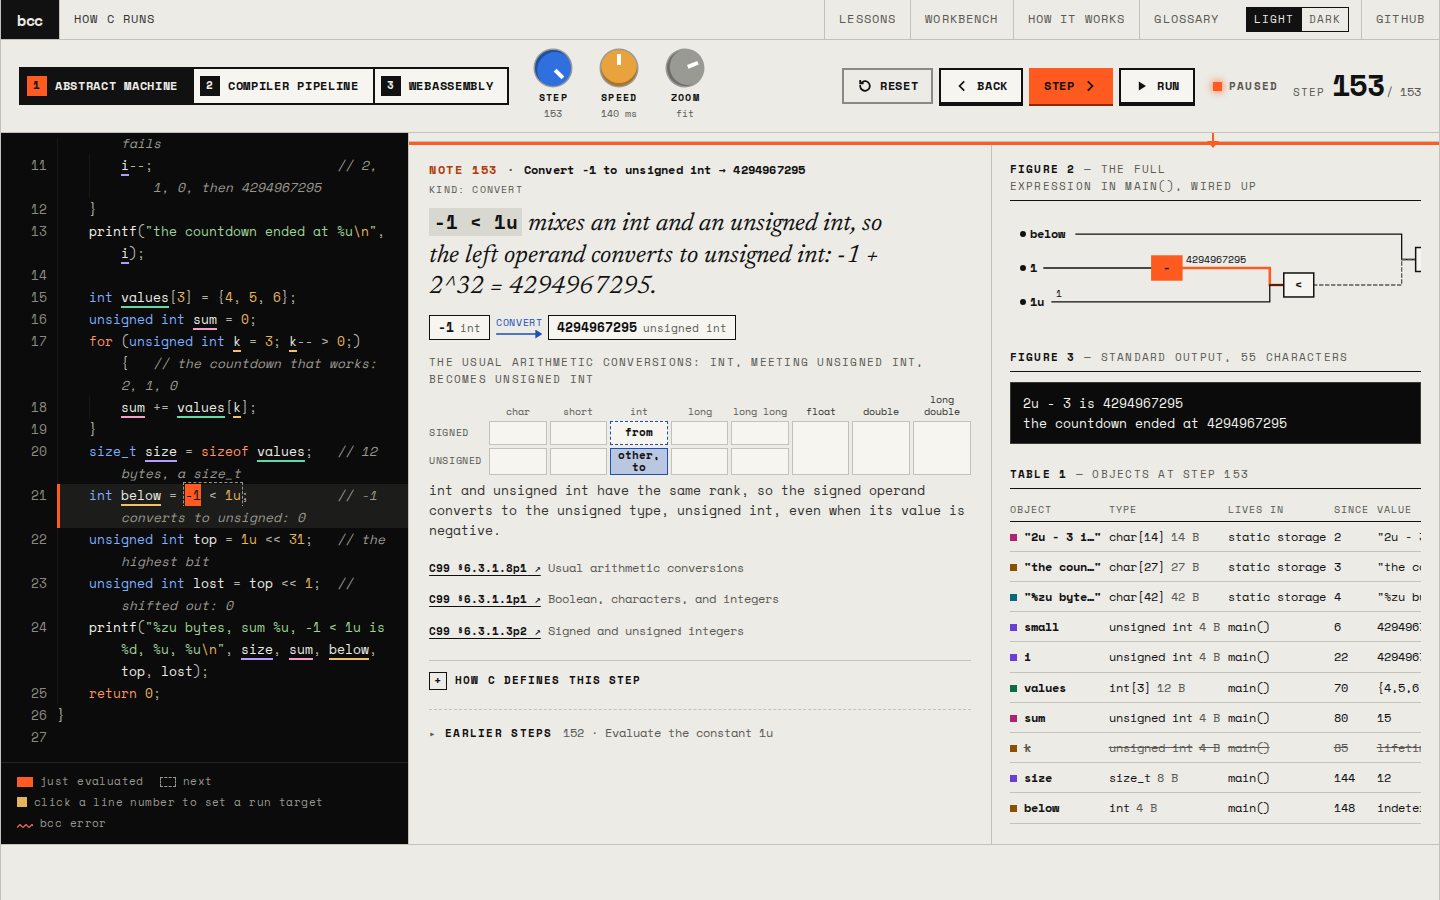 bcc HOW C RUNS LESSONS WORKBENCH HOW IT WORKS GLOSSARY LIGHT DARK GITHUB
1 ABSTRACT MACHINE 2 COMPILER PIPELINE 3 WEBASSEMBLY
STEP SPEED ZOOM
153 140 ms fit
RESET BACK STEP RUN PAUSED STEP 153 / 153
fails
11 i--; // 2,
1, 0, then 4294967295
12 }
13 printf("the countdown ended at %u\n",
i);
14
15 int values[3] = {4, 5, 6};
16 unsigned int sum = 0;
17 for (unsigned int k = 3; k-- > 0;)
{ // the countdown that works:
2, 1, 0
18 sum += values[k];
19 }
20 size_t size = sizeof values; // 12
bytes, a size_t
21 int below = -1 < 1u; // -1
converts to unsigned: 0
22 unsigned int top = 1u << 31; // the
highest bit
23 unsigned int lost = top << 1; //
shifted out: 0
24 printf("%zu bytes, sum %u, -1 < 1u is
%d, %u, %u\n", size, sum, below,
top, lost);
25 return 0;
26 }
27
just evaluated next
click a line number to set a run target
bcc error
NOTE 153 · Convert -1 to unsigned int → 4294967295
KIND: CONVERT
-1 < 1u mixes an int and an unsigned int, so
the left operand converts to unsigned int: -1 +
2^32 = 4294967295.
-1 int CONVERT 4294967295 unsigned int
THE USUAL ARITHMETIC CONVERSIONS: INT, MEETING UNSIGNED INT,
BECOMES UNSIGNED INT
char short int long long long float double long double
SIGNED from
UNSIGNED other, to
int and unsigned int have the same rank, so the signed operand
converts to the unsigned type, unsigned int, even when its value is
negative.
C99 §6.3.1.8p1 ↗ Usual arithmetic conversions
C99 §6.3.1.1p1 ↗ Boolean, characters, and integers
C99 §6.3.1.3p2 ↗ Signed and unsigned integers
+ HOW C DEFINES THIS STEP
▸ EARLIER STEPS 152 · Evaluate the constant 1u
FIGURE 2 — THE FULL
EXPRESSION IN MAIN(), WIRED UP
below
1 - 4294967295
<
1u 1
FIGURE 3 — STANDARD OUTPUT, 55 CHARACTERS
2u - 3 is 4294967295
the countdown ended at 4294967295
TABLE 1 — OBJECTS AT STEP 153
OBJECT TYPE LIVES IN SINCE VALUE
"2u - 3 i…" char[14] 14 B static storage 2 "2u - 
"the coun…" char[27] 27 B static storage 3 "the c
"%zu byte…" char[42] 42 B static storage 4 "%zu b
small unsigned int 4 B main() 6 429496
i unsigned int 4 B main() 22 429496
values int[3] 12 B main() 70 {4,5,6
sum unsigned int 4 B main() 80 15
k unsigned int 4 B main() 85 lifeti
size size_t 8 B main() 144 12
below int 4 B main() 148 indete